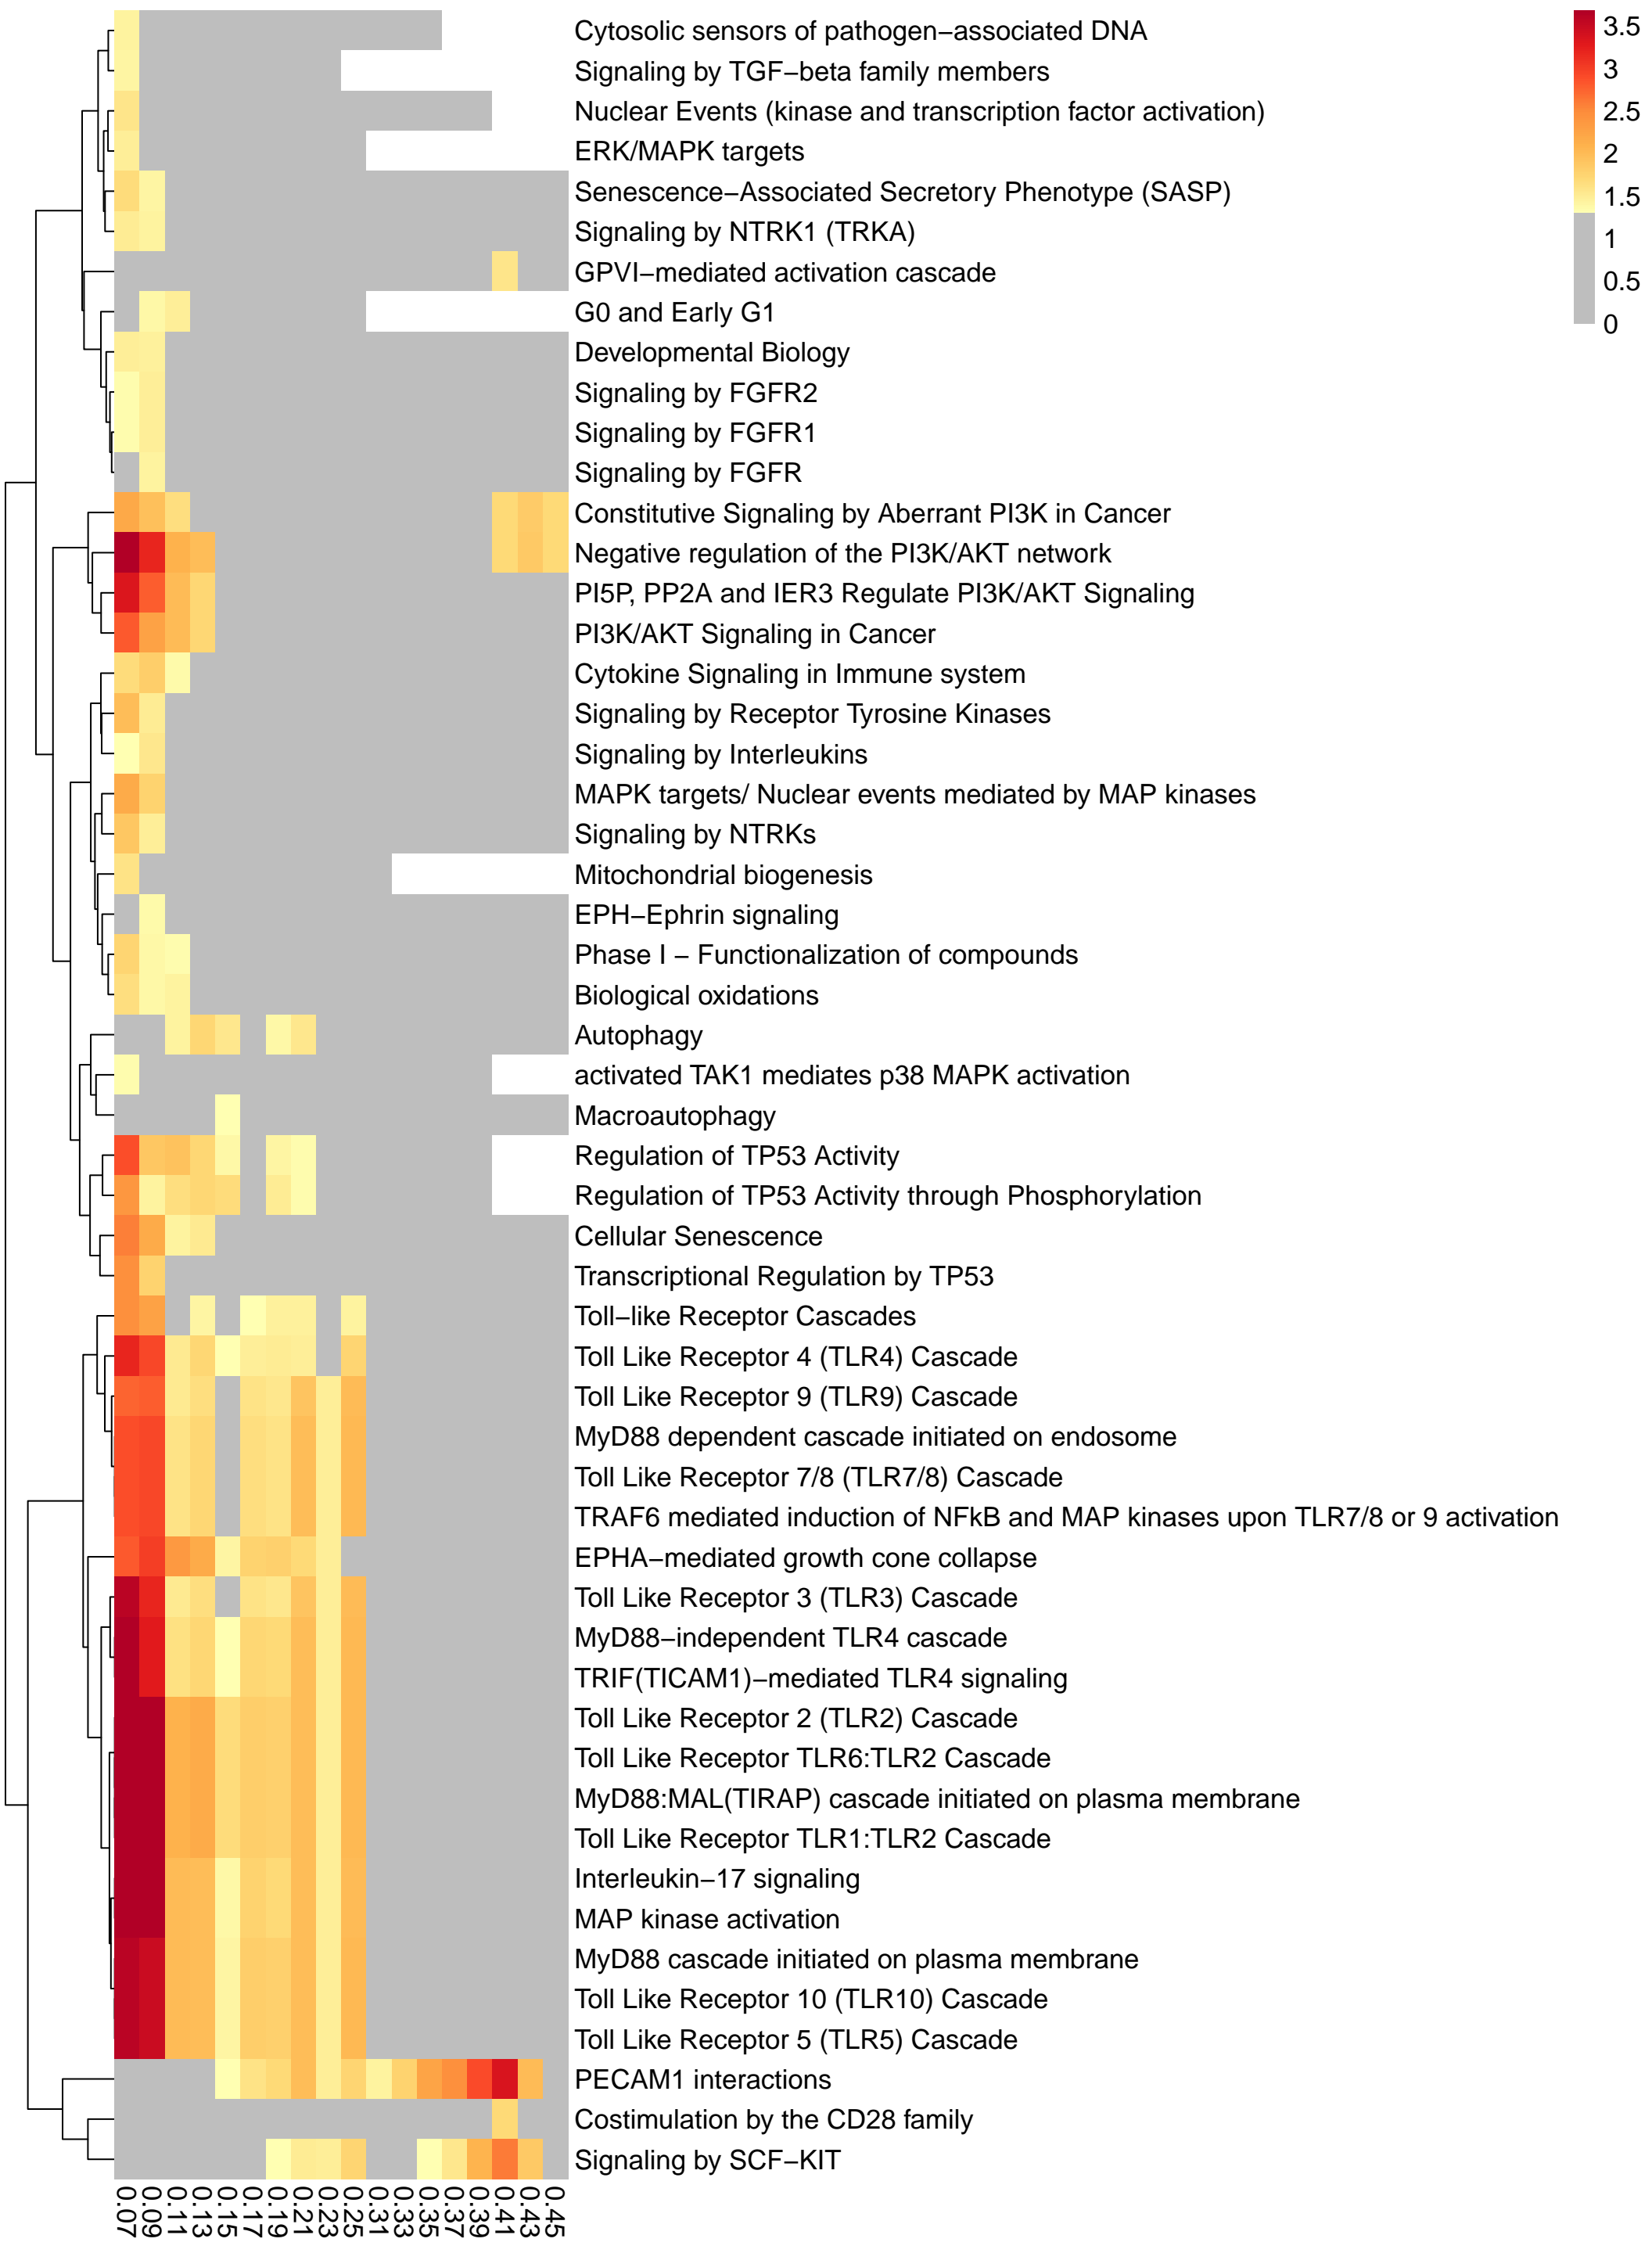 Cytosolic sensors of pathogen−associated DNA
Signaling by TGF−beta family members
Nuclear Events (kinase and transcription factor activation)
ERK/MAPK targets
Senescence−Associated Secretory Phenotype (SASP)
Signaling by NTRK1 (TRKA)
GPVI−mediated activation cascade
G0 and Early G1
Developmental Biology
Signaling by FGFR2
Signaling by FGFR1
Signaling by FGFR
Constitutive Signaling by Aberrant PI3K in Cancer
Negative regulation of the PI3K/AKT network
PI5P, PP2A and IER3 Regulate PI3K/AKT Signaling
PI3K/AKT Signaling in Cancer
Cytokine Signaling in Immune system
Signaling by Receptor Tyrosine Kinases
Signaling by Interleukins
MAPK targets/ Nuclear events mediated by MAP kinases
Signaling by NTRKs
Mitochondrial biogenesis
EPH−Ephrin signaling
Phase I − Functionalization of compounds
Biological oxidations
Autophagy
activated TAK1 mediates p38 MAPK activation
Macroautophagy
Regulation of TP53 Activity
Regulation of TP53 Activity through Phosphorylation
Cellular Senescence
Transcriptional Regulation by TP53
Toll−like Receptor Cascades
Toll Like Receptor 4 (TLR4) Cascade
Toll Like Receptor 9 (TLR9) Cascade
MyD88 dependent cascade initiated on endosome
Toll Like Receptor 7/8 (TLR7/8) Cascade
TRAF6 mediated induction of NFkB and MAP kinases upon TLR7/8 or 9 activation
EPHA−mediated growth cone collapse
Toll Like Receptor 3 (TLR3) Cascade
MyD88−independent TLR4 cascade
TRIF(TICAM1)−mediated TLR4 signaling
Toll Like Receptor 2 (TLR2) Cascade
Toll Like Receptor TLR6:TLR2 Cascade
MyD88:MAL(TIRAP) cascade initiated on plasma membrane
Toll Like Receptor TLR1:TLR2 Cascade
Interleukin−17 signaling
MAP kinase activation
MyD88 cascade initiated on plasma membrane
Toll Like Receptor 10 (TLR10) Cascade
Toll Like Receptor 5 (TLR5) Cascade
PECAM1 interactions
Costimulation by the CD28 family
Signaling by SCF−KIT
0.07
0.09
0.11
0.13
0.15
0.17
0.19
0.21
0.23
0.25
0.31
0.33
0.35
0.37
0.39
0.41
0.43
0.45
3.5
3
2.5
2
1.5
1
0.5
0